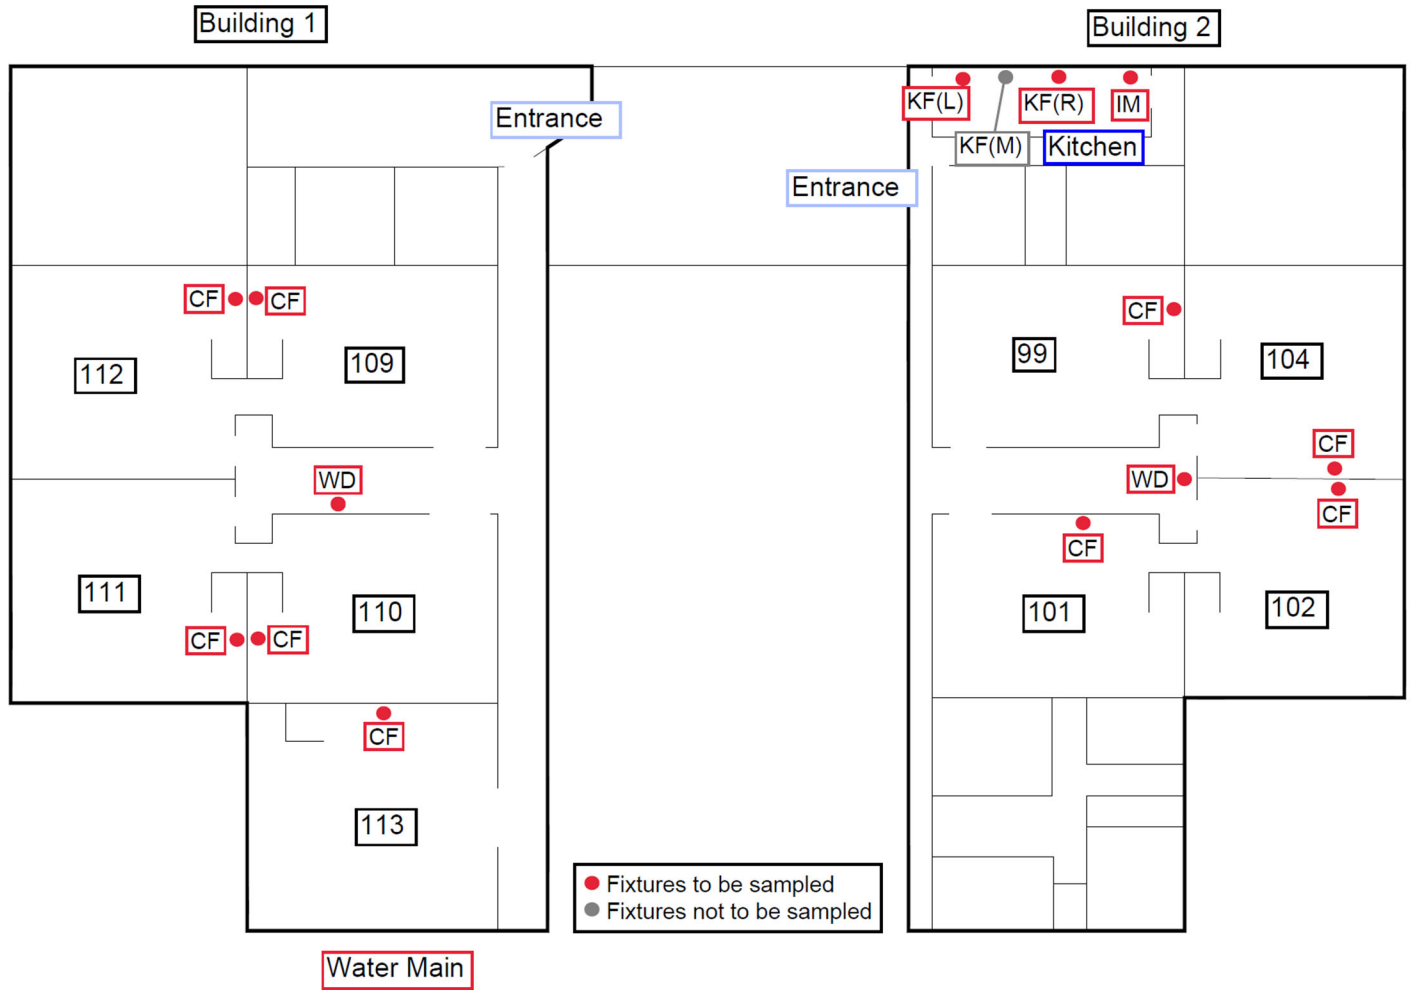 Building 1
Building 2
Entrance
KF(L)
KF(R)
IM
KF(M)
Kitchen
Entrance
CF
CF
CF
112
109
99
104
WD
WD
CF
CF
CF
111
110
101
102
CF
CF
CF
113
Fixtures to be sampled
Fixtures not to be sampled
Water Main